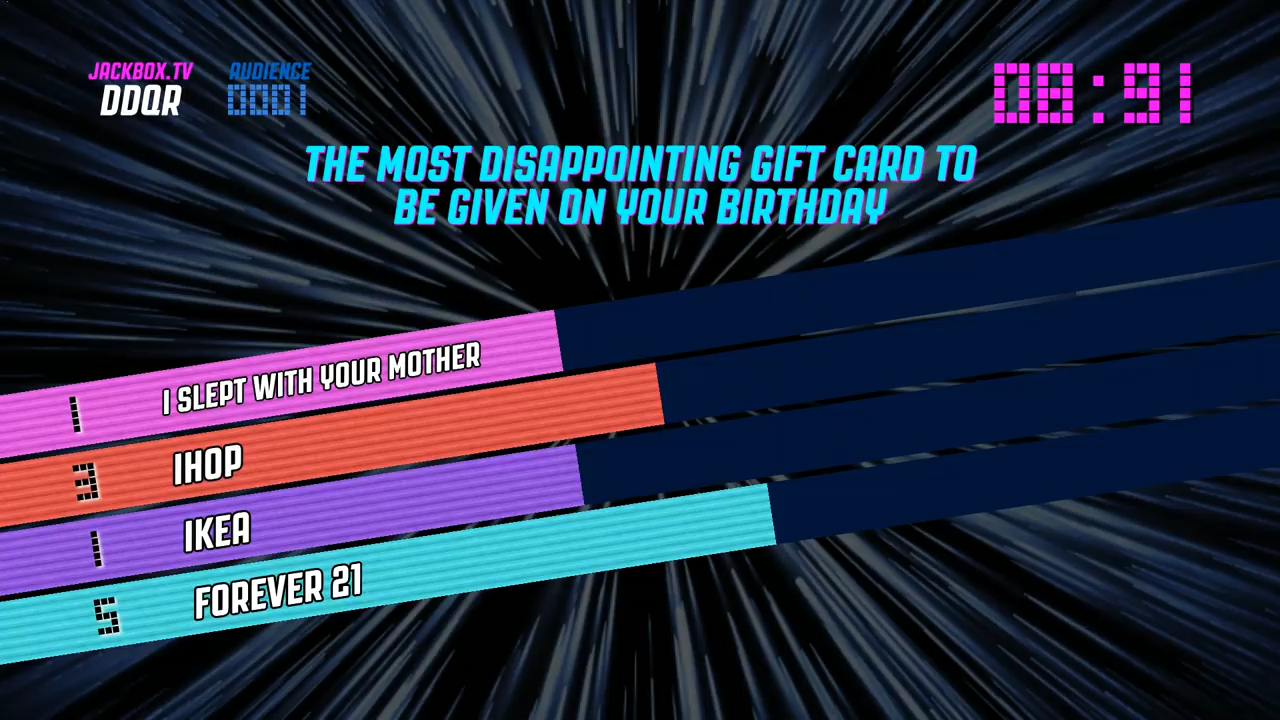 JACKBOX.TV
DDQR
AUDIENCE
0001
08:91
THE MOST DISAPPOINTING GIFT CARD TO
BE GIVEN ON YOUR BIRTHDAY
1 I SLEPT WITH YOUR MOTHER
3 IHOP
1 IKEA
5 FOREVER 21